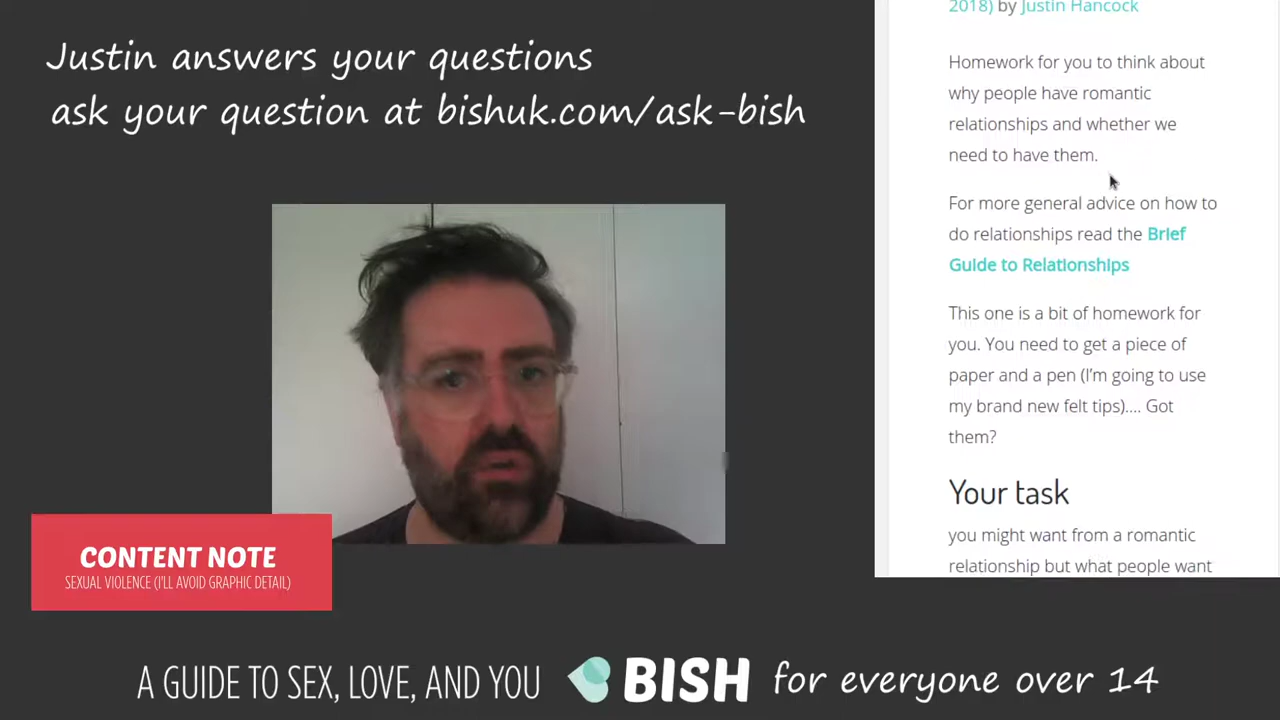 Justin answers your questions
ask your question at bishuk.com/ask-bish
2018) by Justin Hancock
Homework for you to think about
why people have romantic
relationships and whether we
need to have them.
For more general advice on how to
do relationships read the Brief
Guide to Relationships
This one is a bit of homework for
you. You need to get a piece of
paper and a pen (I'm going to use
my brand new felt tips).... Got
them?
Your task
you might want from a romantic
relationship but what people want
CONTENT NOTE
SEXUAL VIOLENCE (I'LL AVOID GRAPHIC DETAIL)
A GUIDE TO SEX, LOVE, AND YOU
BISH
for everyone over 14